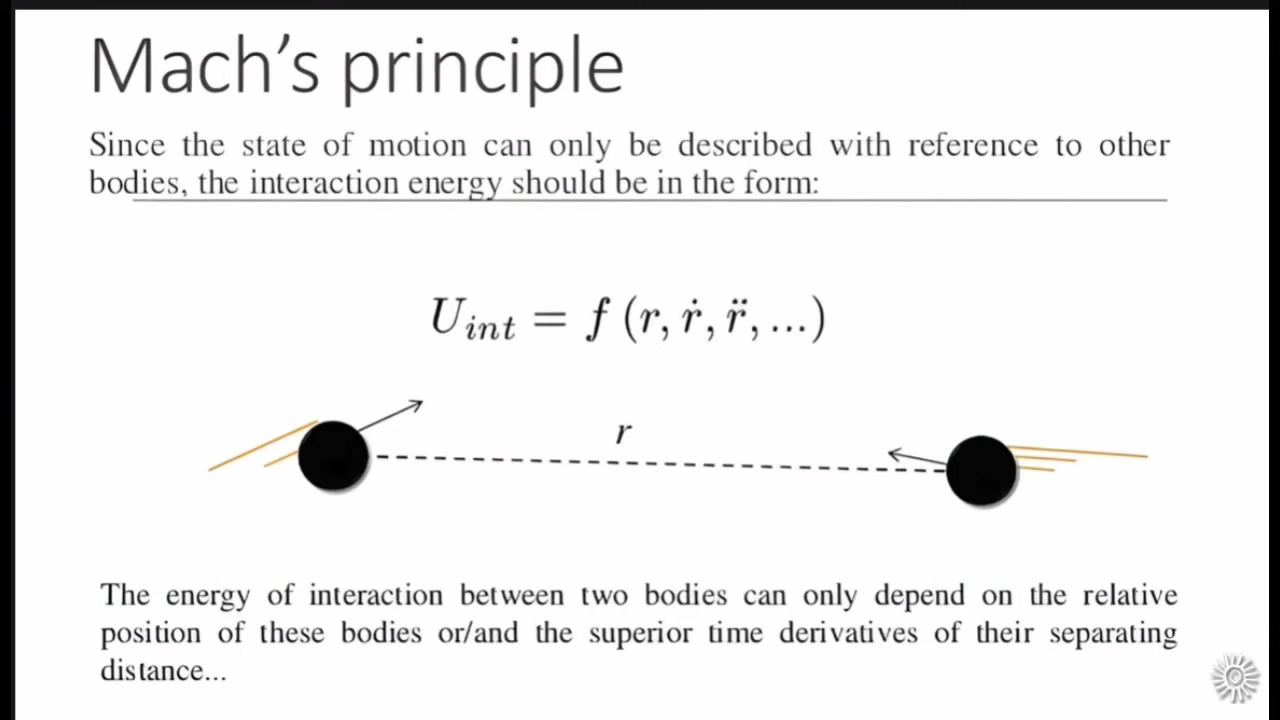 Mach's principle
Since the state of motion can only be described with reference to other
bodies, the interaction energy should be in the form:
U_{int} = f (r, ṙ, r̈, ...)
r
The energy of interaction between two bodies can only depend on the relative
position of these bodies or/and the superior time derivatives of their separating
distance...